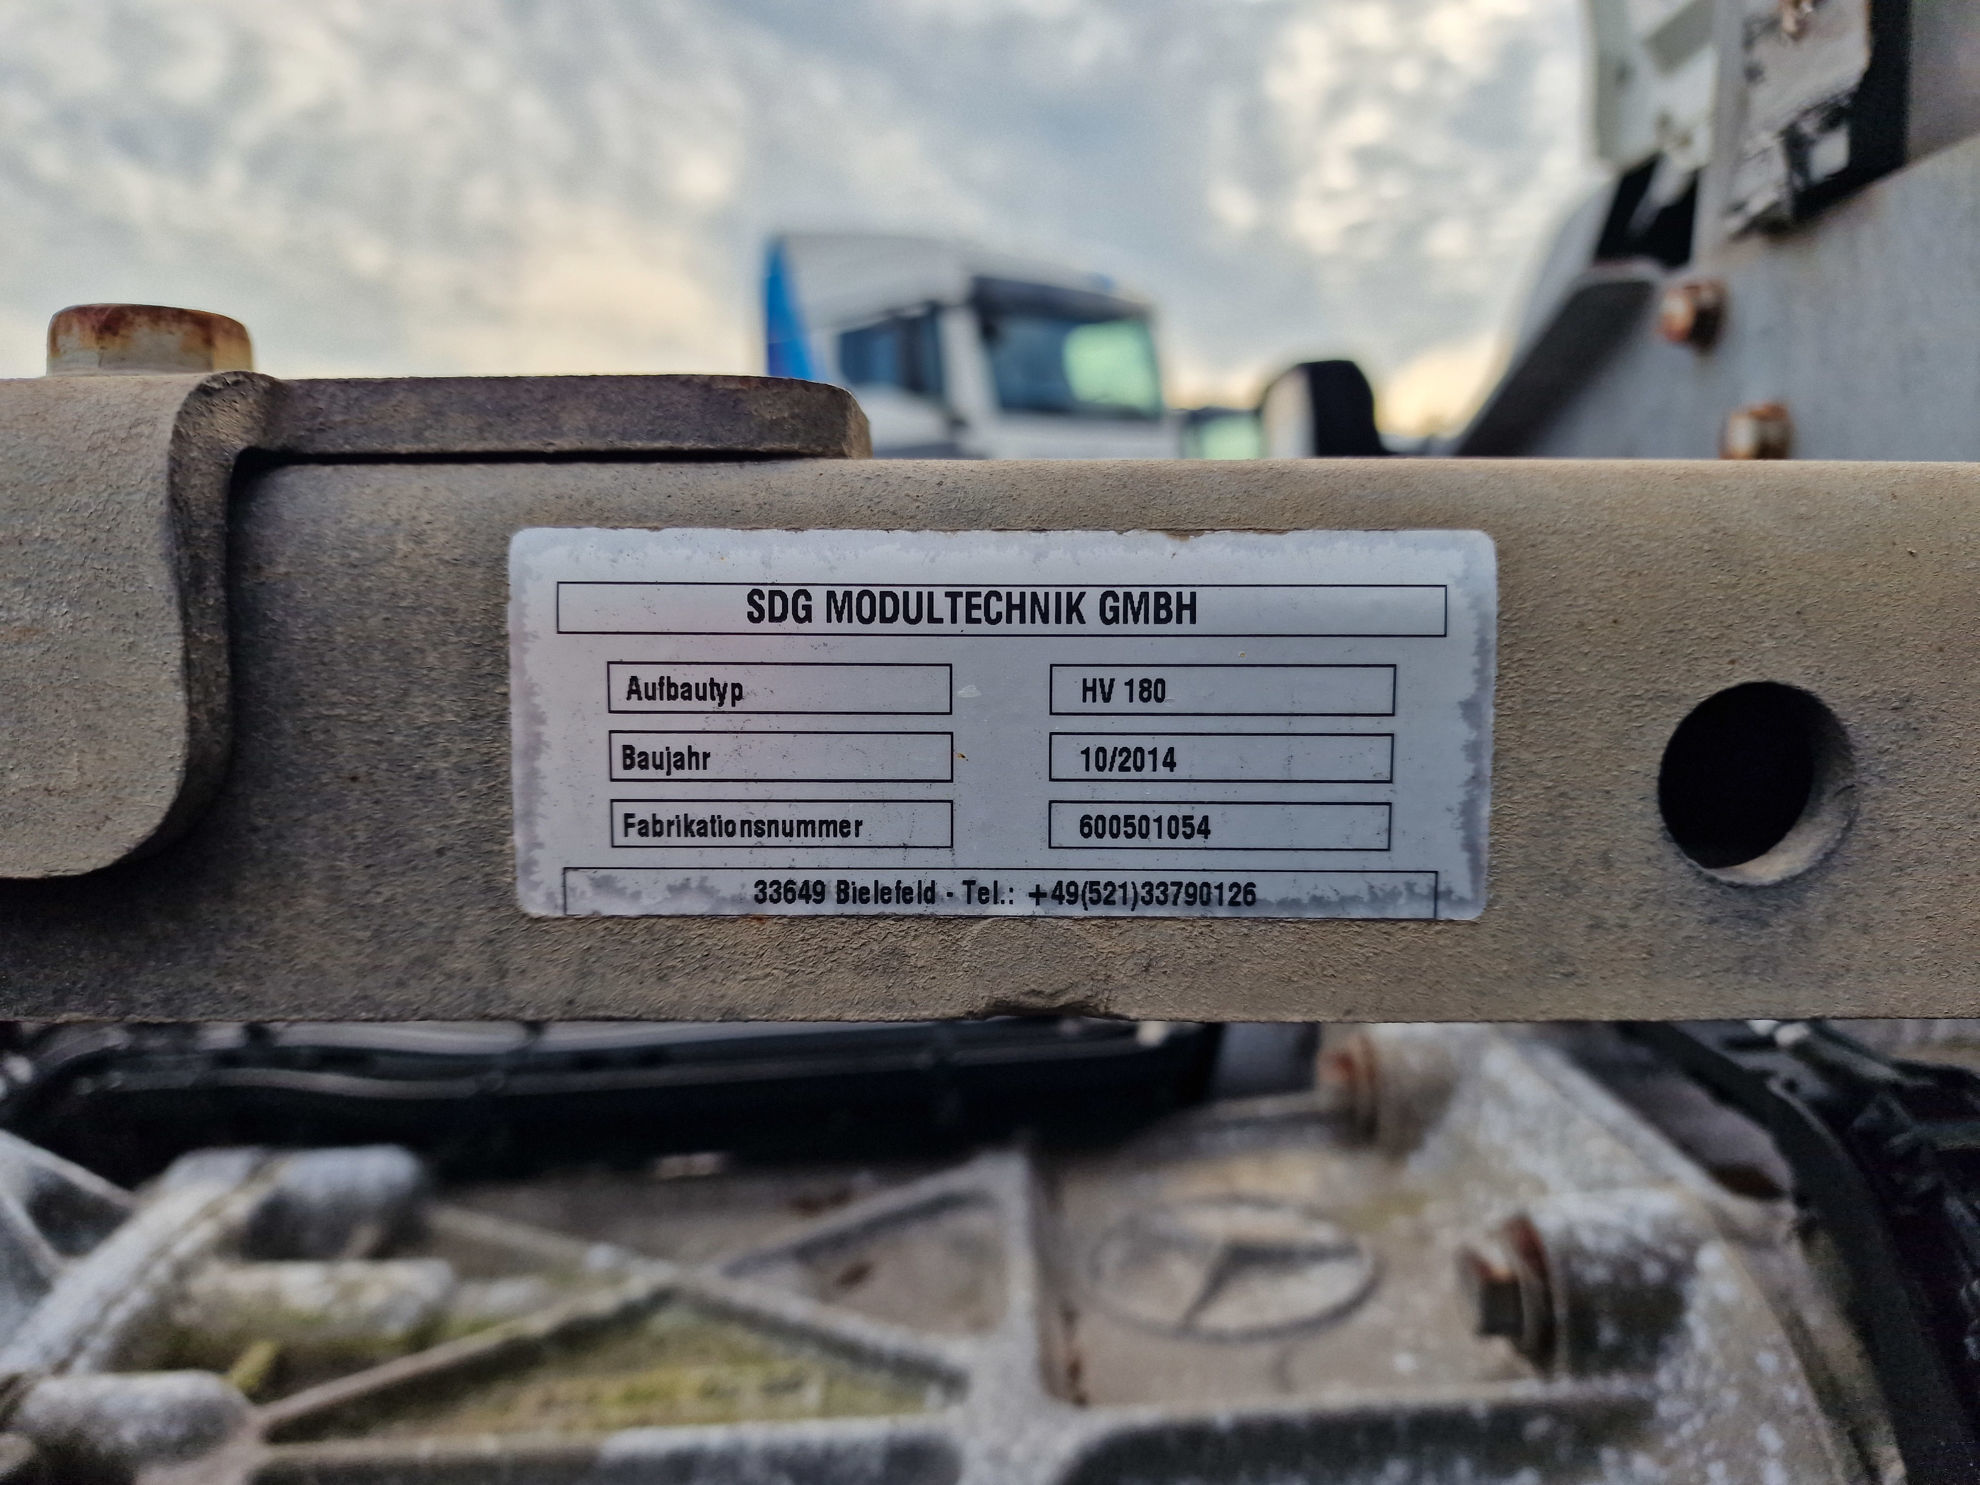 SDG MODULTECHNIK GMBH
Aufbautyp HV 180
Baujahr 10/2014
Fabrikationsnummer 600501054
33649 Bielefeld - Tel.: +49(521)33790126